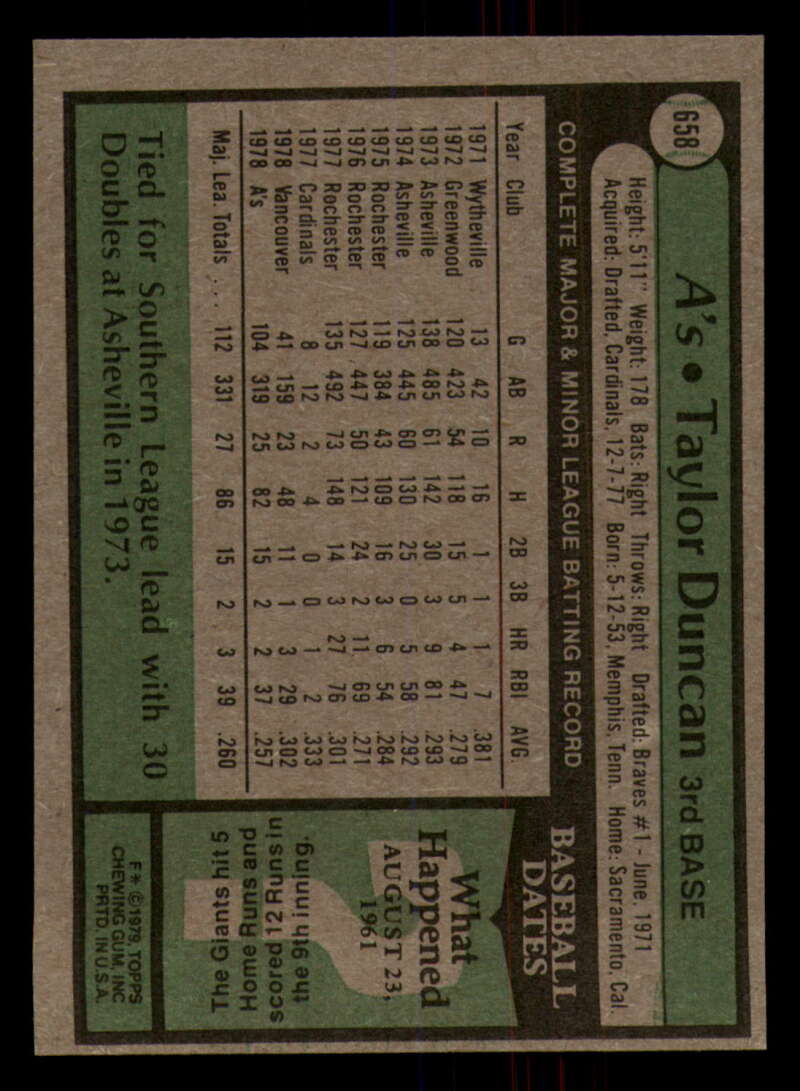 658
A's • Taylor Duncan 3rd BASE
Height: 5'11" Weight: 178 Bats: Right Throws: Right Drafted: Braves #1 - June, 1971
Acquired: Drafted, Cardinals, 12-7-77 Born: 5-12-53, Memphis, Tenn. Home: Sacramento, Cal.
COMPLETE MAJOR & MINOR LEAGUE BATTING RECORD
Year Club G AB R H 2B 3B HR RBI AVG.
1971 Wytheville 13 42 10 16 1 1 1 7 .381
1972 Greenwood 120 423 54 118 15 5 4 47 .279
1973 Asheville 138 485 61 142 30 3 9 81 .293
1974 Asheville 125 445 60 130 25 0 5 58 .292
1975 Rochester 119 384 43 109 16 3 6 54 .284
1976 Rochester 127 447 50 121 24 2 11 69 .271
1977 Rochester 135 492 73 148 14 3 27 76 .301
1977 Cardinals 8 12 2 4 0 0 1 2 .333
1978 Vancouver 41 159 23 48 11 1 3 29 .302
1978 A's 104 319 25 82 15 2 2 37 .257
Maj. Lea Totals . . . 112 331 27 86 15 2 3 39 .260
Tied for Southern League lead with 30
Doubles at Asheville in 1973.
BASEBALL
DATES
What
Happened
AUGUST 23,
1961
The Giants hit 5
Home Runs and
scored 12 Runs in
the 9th inning.
F* © 1979, TOPPS
CHEWING GUM, INC
PRTD. IN U.S.A.